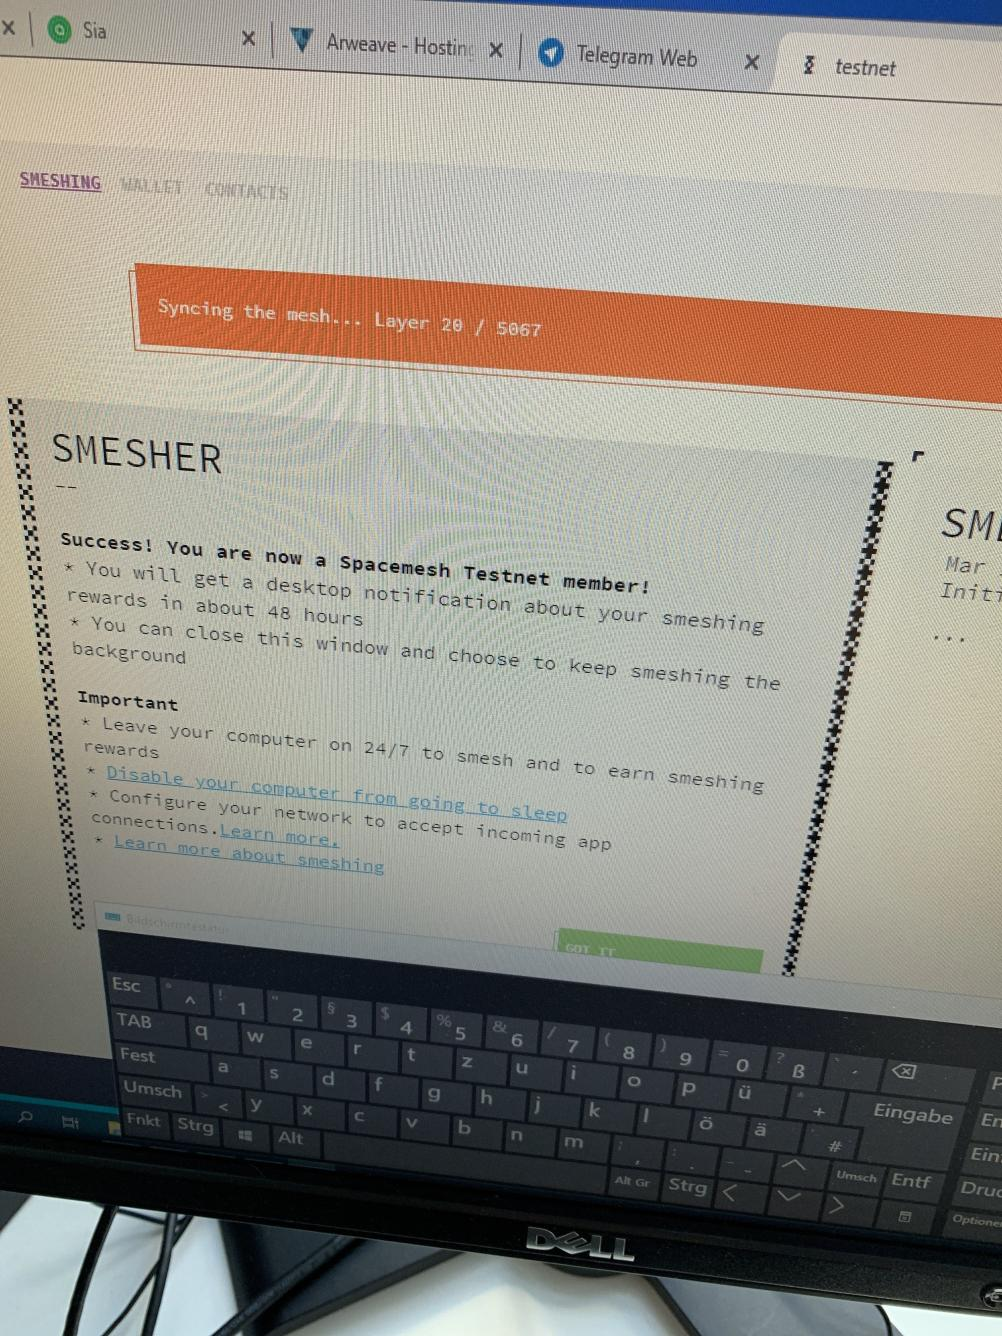 Sia
Arweave - Hosting
Telegram Web
testnet
SMESHING WALLET CONTACTS
Syncing the mesh... Layer 20 / 5067
SMESHER
--
Success! You are now a Spacemesh Testnet member!
* You will get a desktop notification about your smeshing
rewards in about 48 hours
* You can close this window and choose to keep smeshing the
background
Important
* Leave your computer on 24/7 to smesh and to earn smeshing
rewards
* Disable your computer from going to sleep
* Configure your network to accept incoming app
connections.Learn more.
* Learn more about smeshing
GOT IT
SME
Mar
Initi
...
Bildschirmtastatur
Esc ° ^ ! 1 " 2 § 3 $ 4 % 5 & 6 / 7 ( 8 ) 9 = 0 ? ß ` ´
TAB q w e r t z u i o p ü * + Eingabe
Fest a s d f g h j k l ö ä ' #
Umsch > < y x c v b n m ; , : . _ - Umsch Entf
Fnkt Strg Alt Alt Gr Strg
P
En
Ein
Druc
Optione
DELL